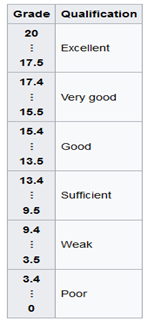 Grade Qualification
20
⋮
17.5
Excellent
17.4
⋮
15.5
Very good
15.4
⋮
13.5
Good
13.4
⋮
9.5
Sufficient
9.4
⋮
3.5
Weak
3.4
⋮
0
Poor